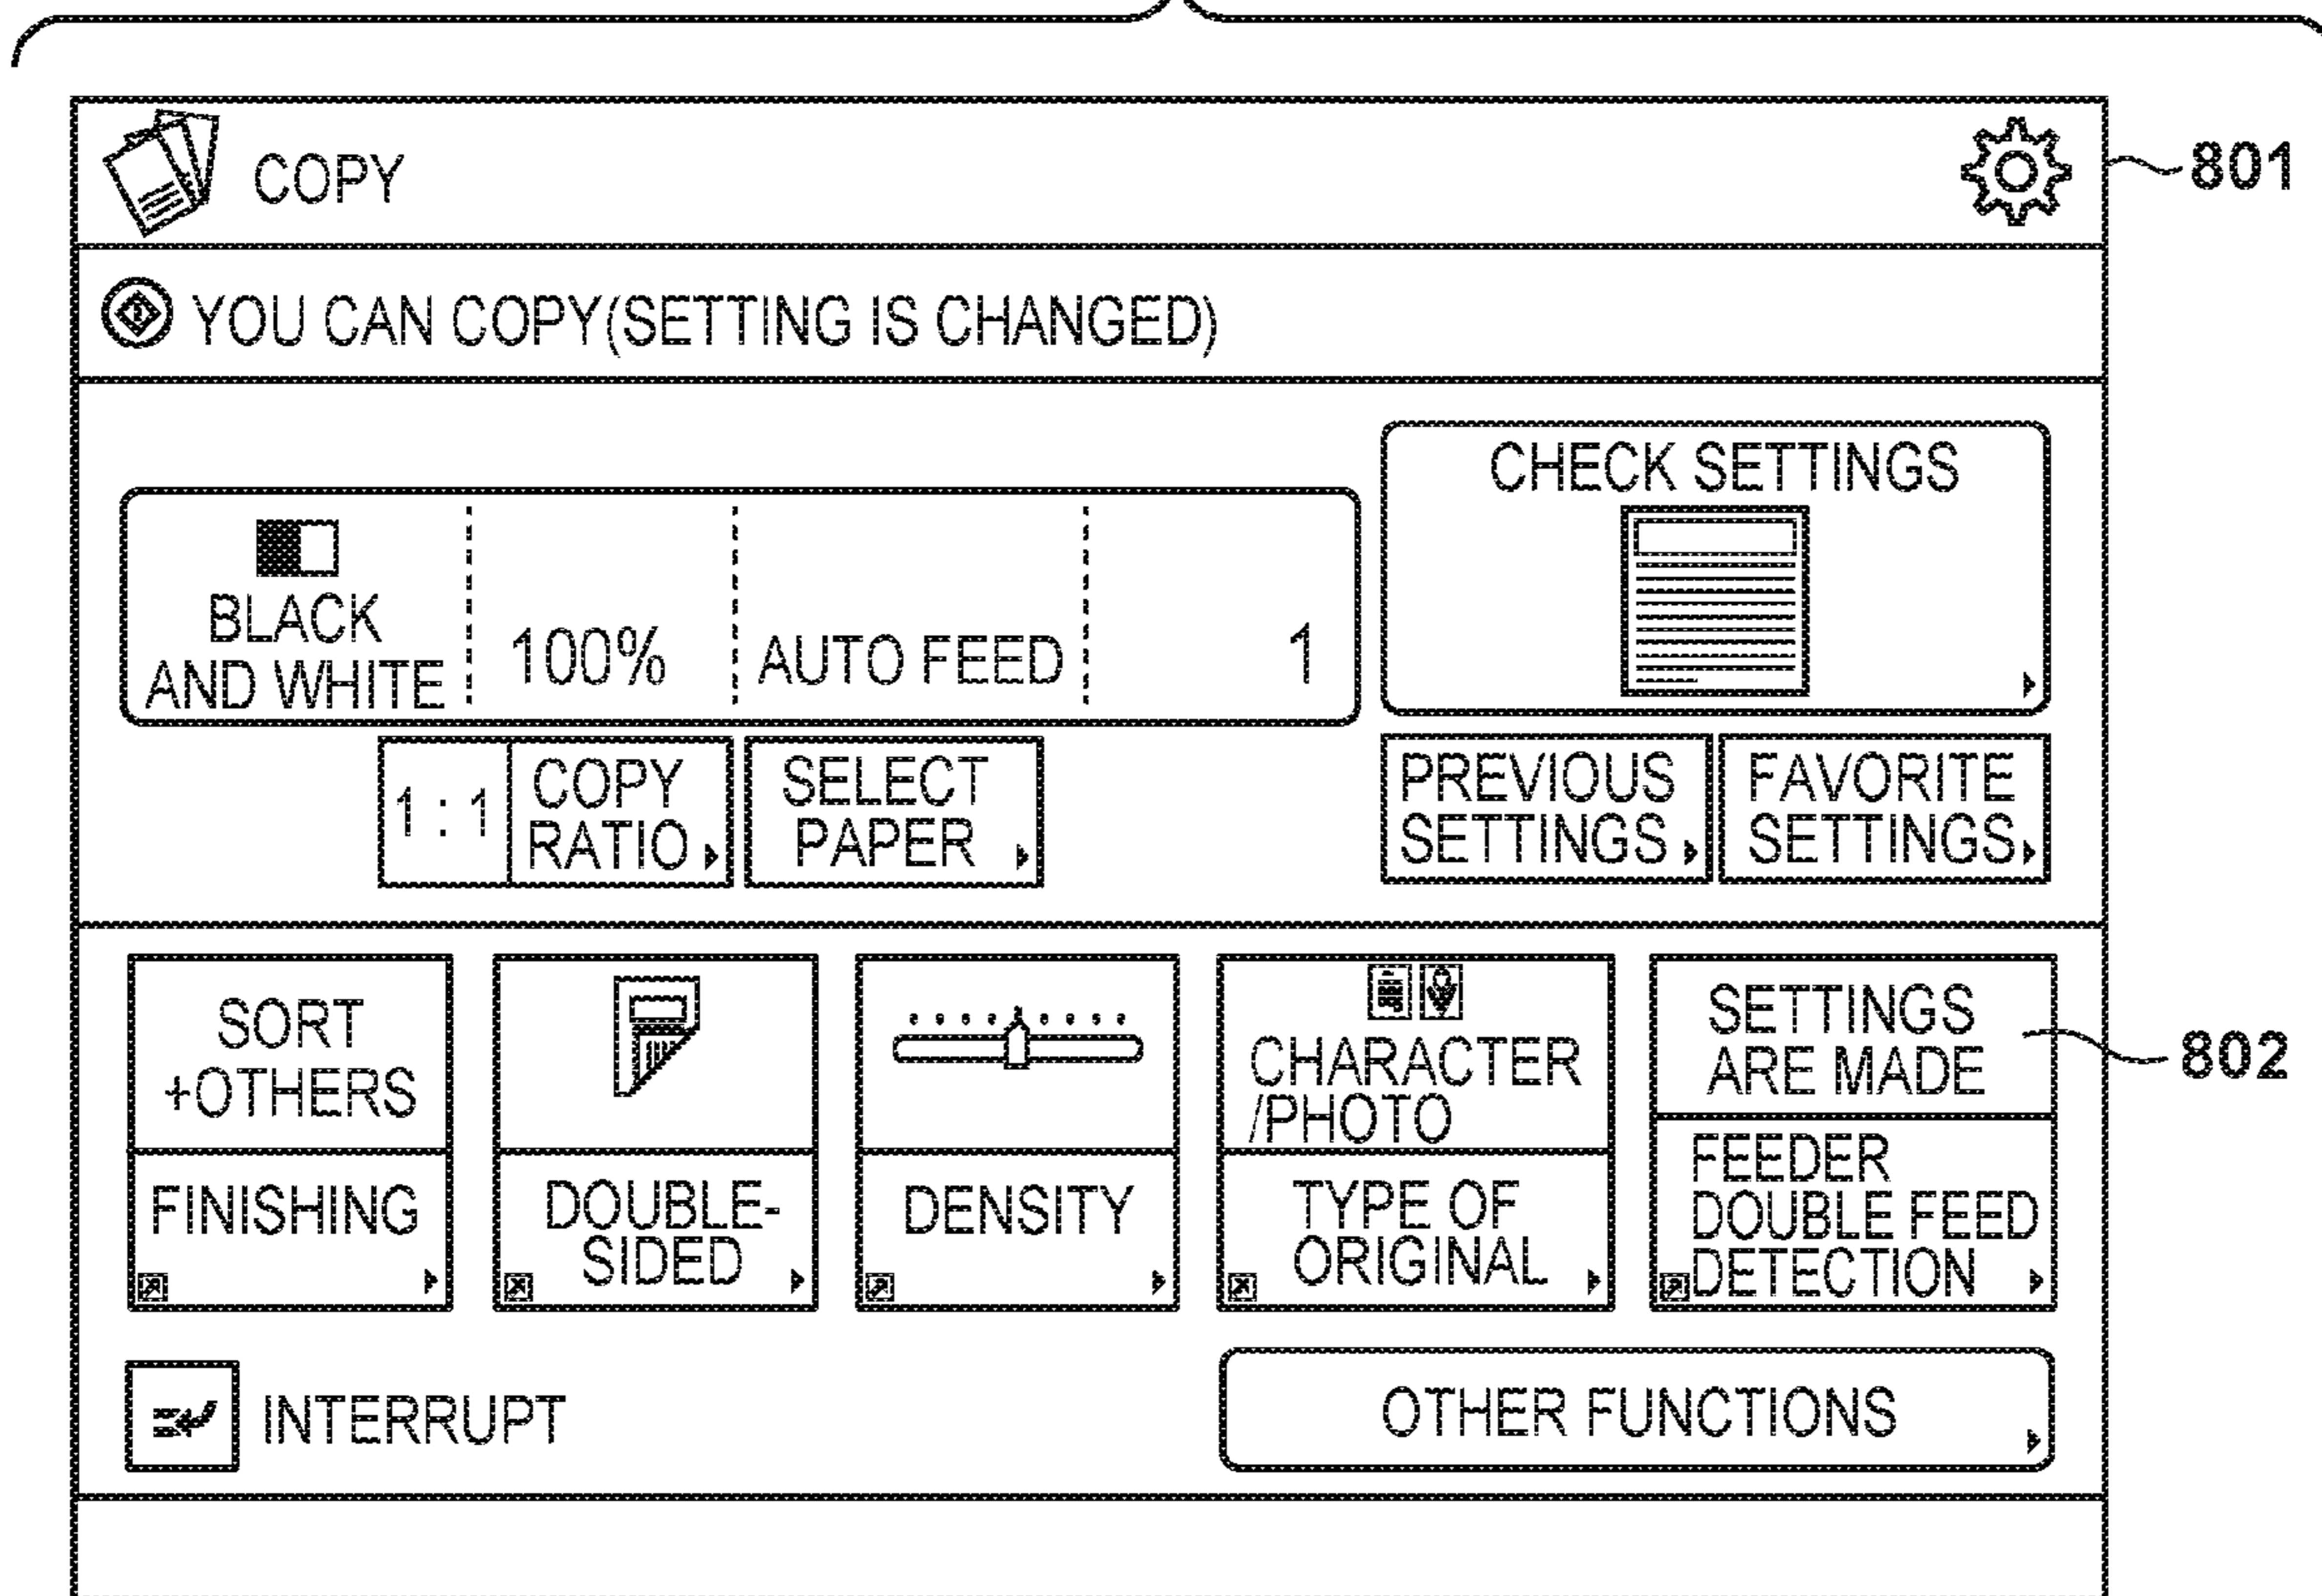 COPY
801
YOU CAN COPY(SETTING IS CHANGED)
CHECK SETTINGS
BLACK
AND WHITE
100%
AUTO FEED
1
1 : 1
COPY
RATIO
SELECT
PAPER
PREVIOUS
SETTINGS
FAVORITE
SETTINGS
SORT
+OTHERS
FINISHING
DOUBLE-
SIDED
DENSITY
CHARACTER
/PHOTO
TYPE OF
ORIGINAL
SETTINGS
ARE MADE
802
FEEDER
DOUBLE FEED
DETECTION
INTERRUPT
OTHER FUNCTIONS